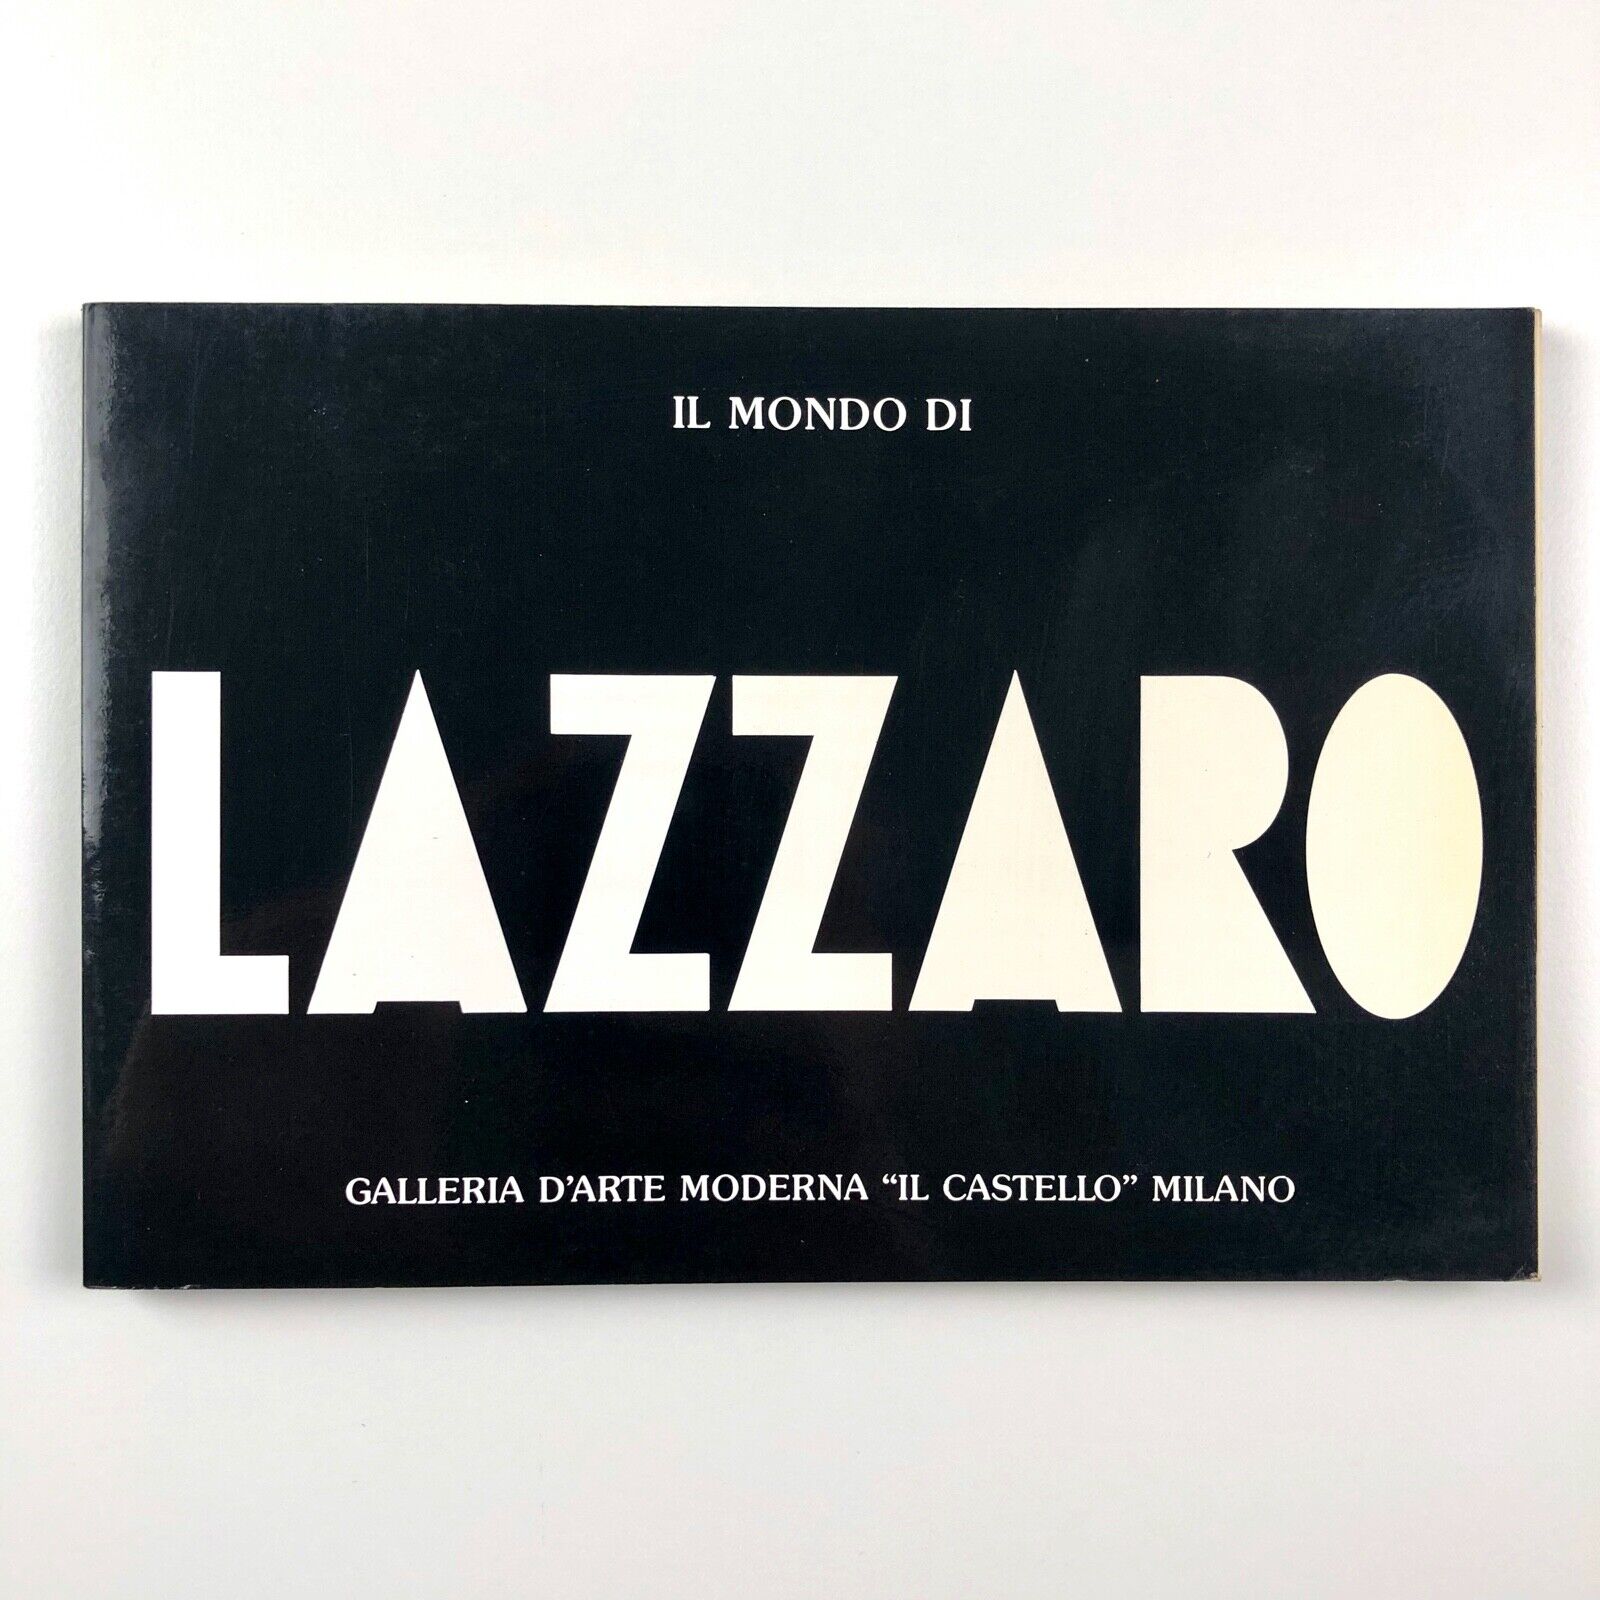 IL MONDO DI
LAZZARO
GALLERIA D'ARTE MODERNA “IL CASTELLO” MILANO